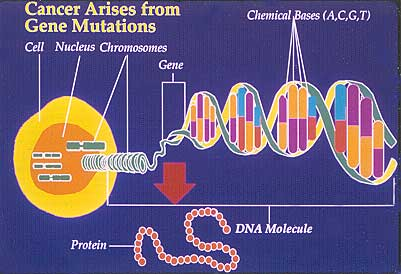 Cancer Arises from
Gene Mutations
Chemical Bases (A,C,G,T)
Cell Nucleus Chromosomes
Gene
DNA Molecule
Protein